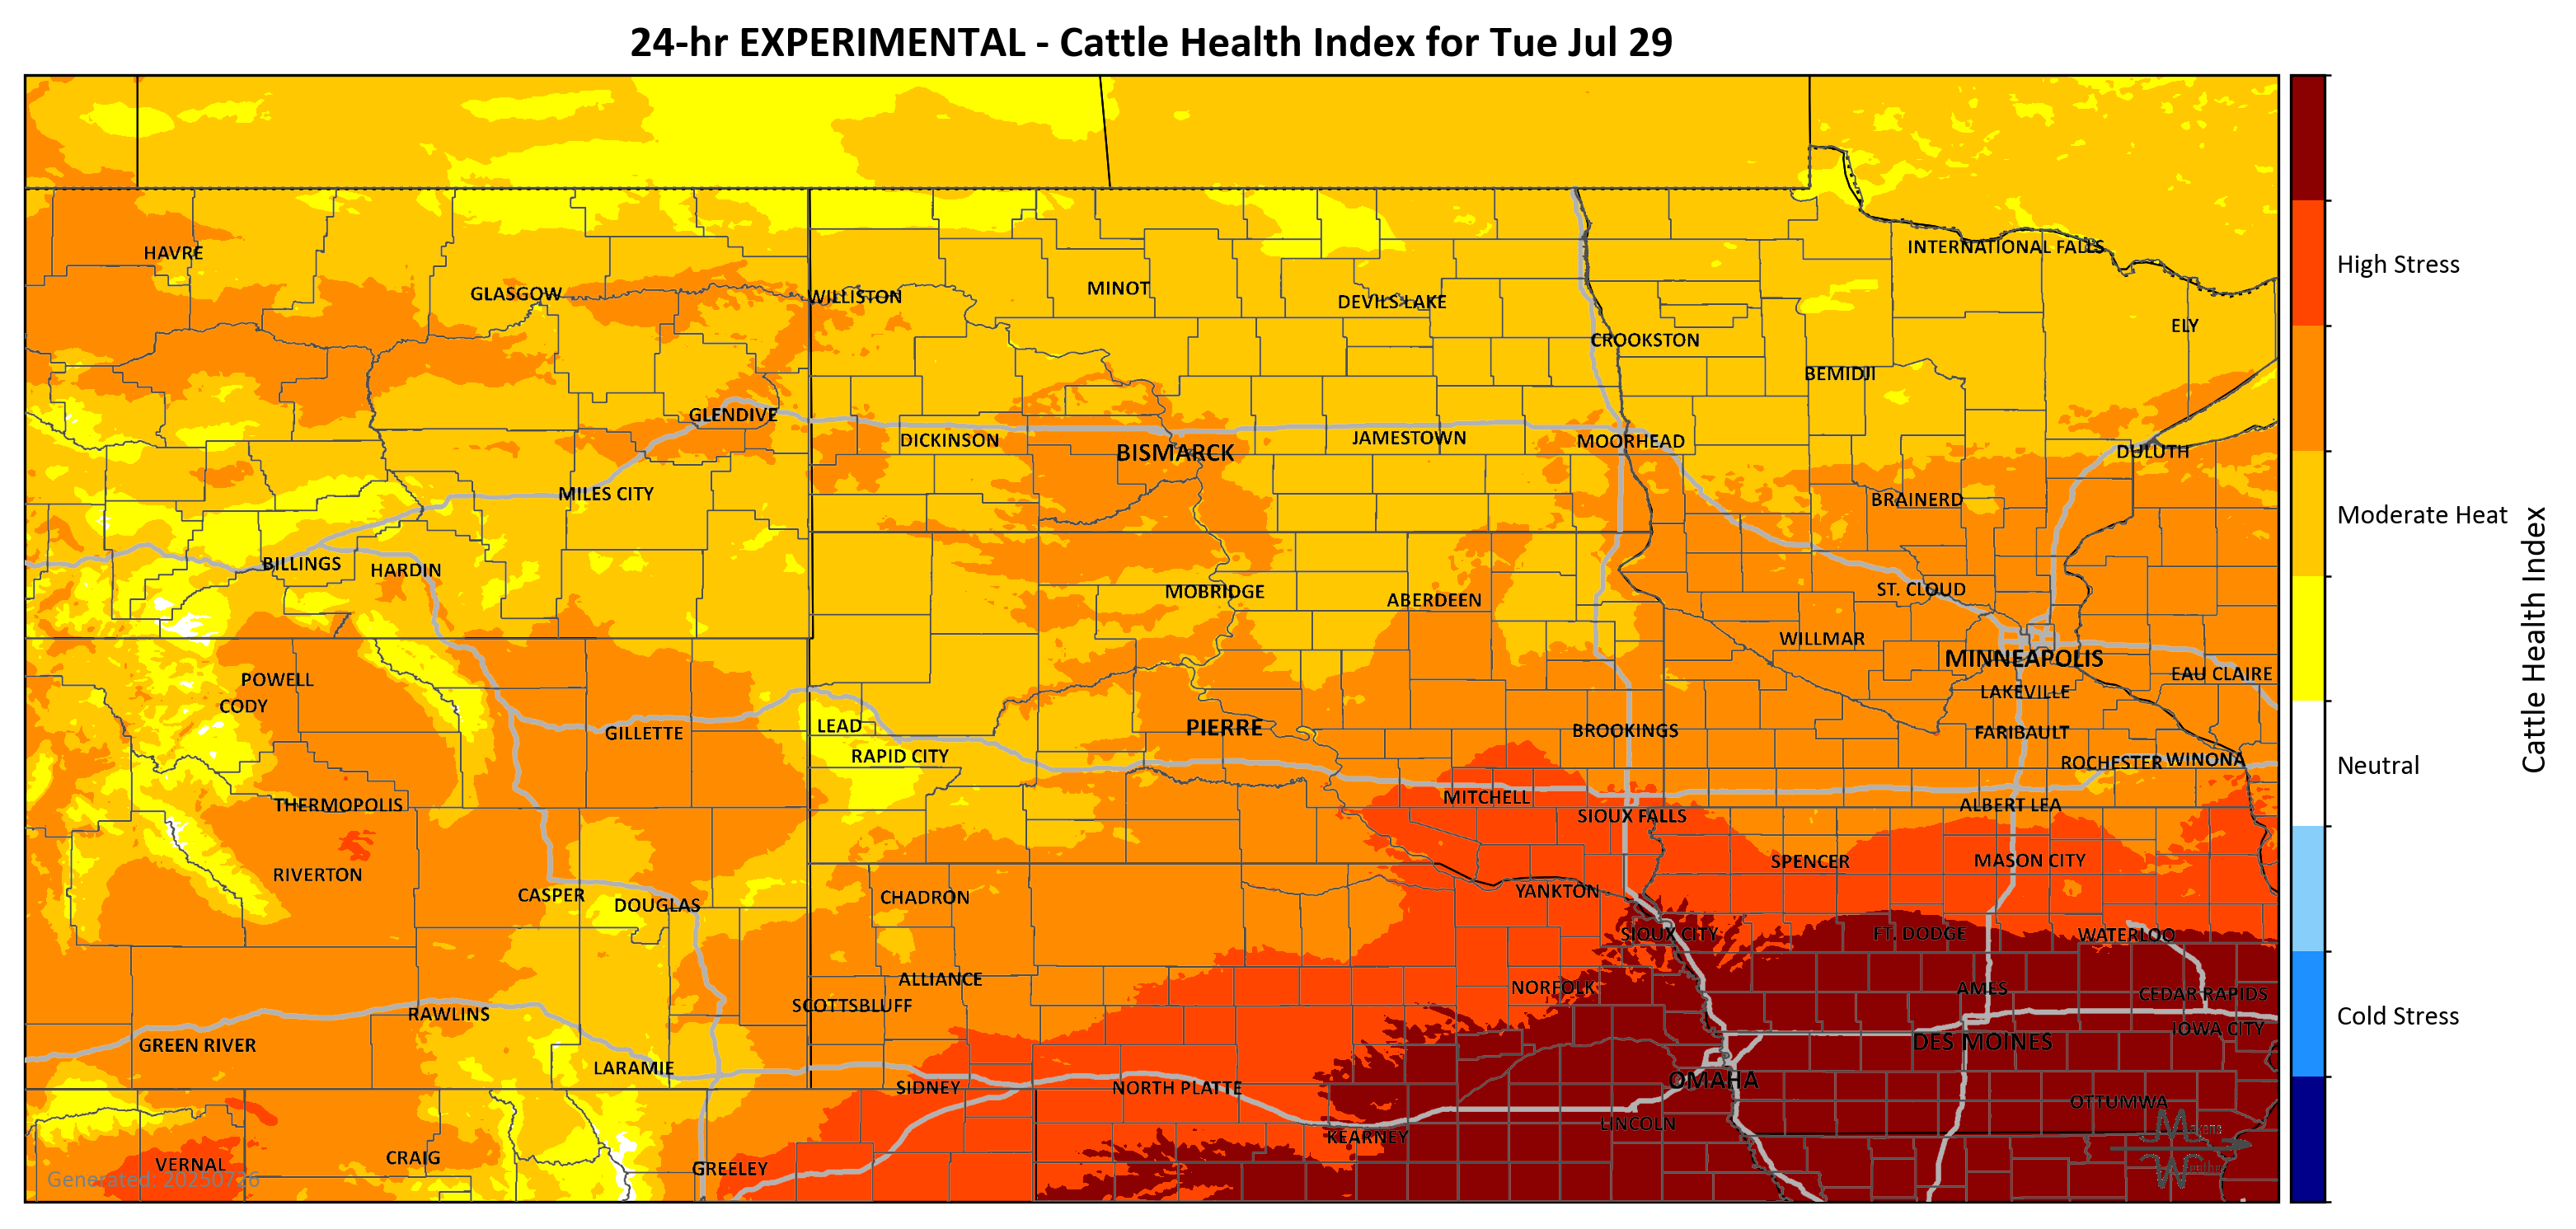 24-hr EXPERIMENTAL - Cattle Health Index for Tue Jul 29
HAVRE
INTERNATIONAL FALLS
High Stress
GLASGOW
WILLISTON
MINOT
DEVILS LAKE
ELY
CROOKSTON
BEMIDJI
GLENDIVE
DICKINSON
BISMARCK
JAMESTOWN
MOORHEAD
DULUTH
MILES CITY
BRAINERD
Moderate Heat
BILLINGS
HARDIN
MOBRIDGE
ABERDEEN
ST. CLOUD
WILLMAR
MINNEAPOLIS
EAU CLAIRE
POWELL
CODY
LAKEVILLE
GILLETTE
LEAD
PIERRE
BROOKINGS
FARIBAULT
Cattle Health Index
RAPID CITY
ROCHESTER
WINONA
Neutral
THERMOPOLIS
MITCHELL
SIOUX FALLS
ALBERT LEA
RIVERTON
SPENCER
MASON CITY
CASPER
DOUGLAS
CHADRON
YANKTON
SIOUX CITY
FT. DODGE
WATERLOO
ALLIANCE
SCOTTSBLUFF
NORFOLK
AMES
CEDAR RAPIDS
RAWLINS
Cold Stress
GREEN RIVER
IOWA CITY
DES MOINES
LARAMIE
SIDNEY
NORTH PLATTE
OMAHA
OTTUMWA
LINCOLN
KEARNEY
VERNAL
CRAIG
GREELEY
Generated: 20250726